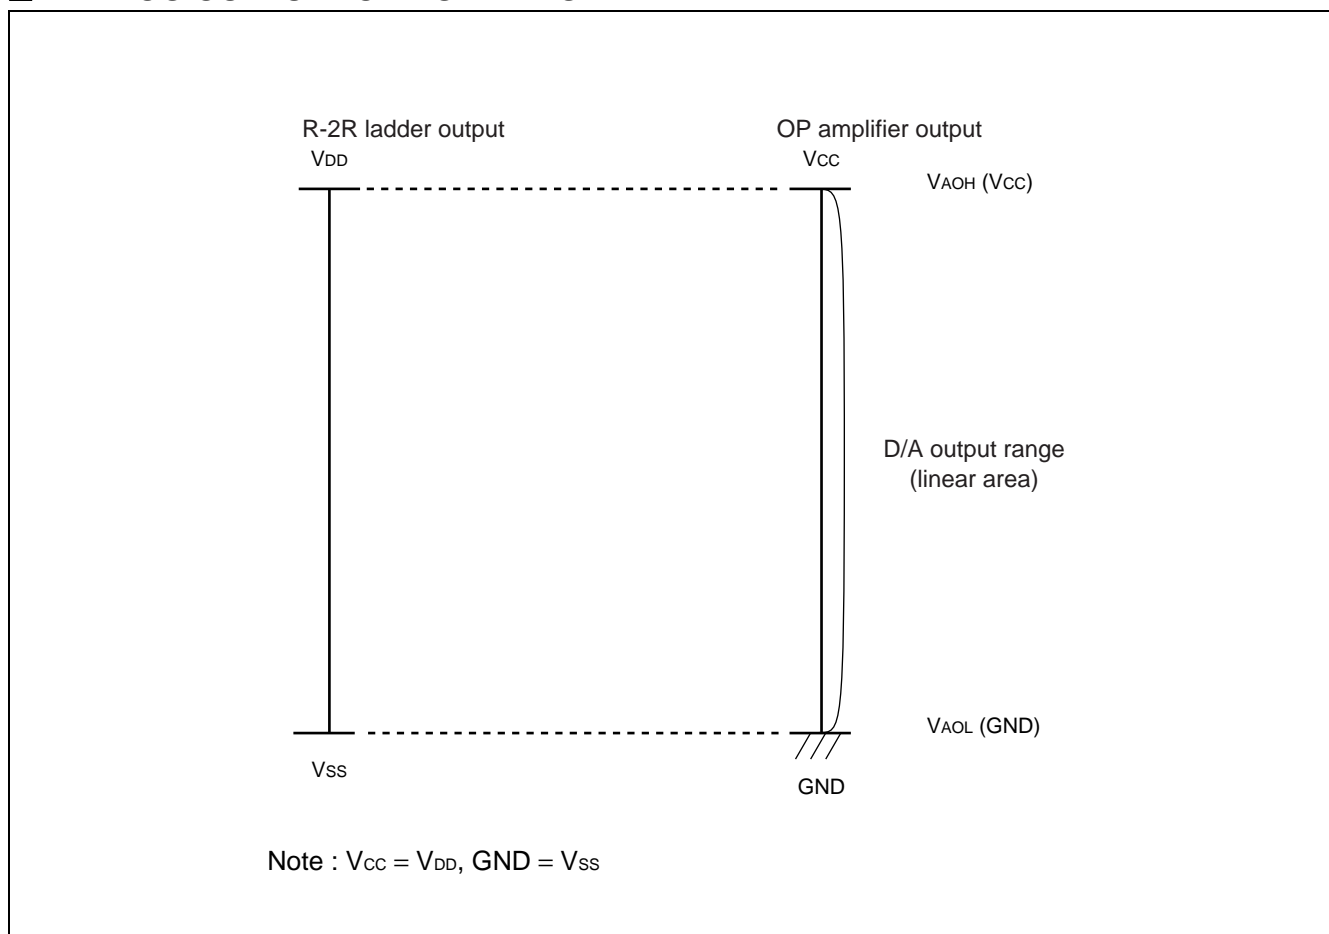 R-2R ladder output
OP amplifier output
VDD
VCC
VAOH (VCC)
D/A output range
(linear area)
VAOL (GND)
VSS
GND
Note : VCC = VDD, GND = VSS